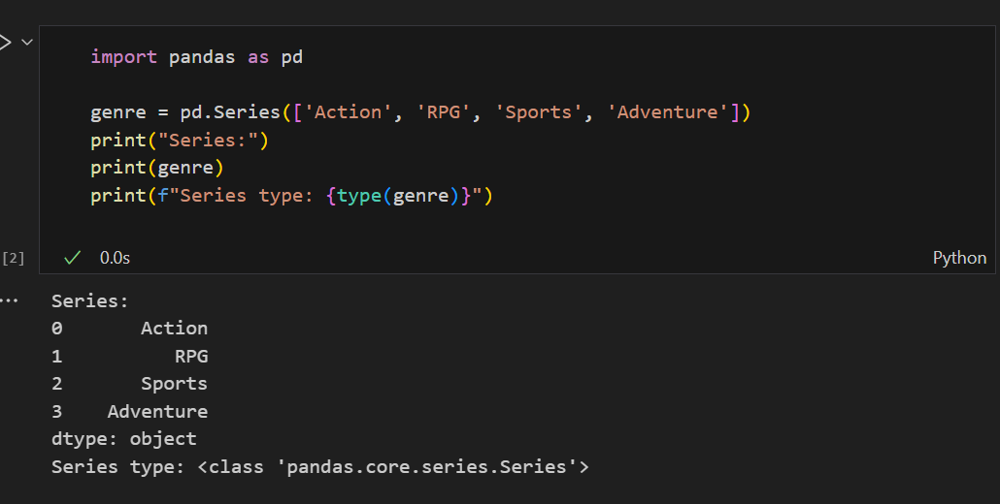 import pandas as pd
genre = pd.Series(['Action', 'RPG', 'Sports', 'Adventure'])
print("Series:")
print(genre)
print(f"Series type: {type(genre)}")
[2]
0.0s
Python
...
Series:
0       Action
1          RPG
2       Sports
3    Adventure
dtype: object
Series type: <class 'pandas.core.series.Series'>